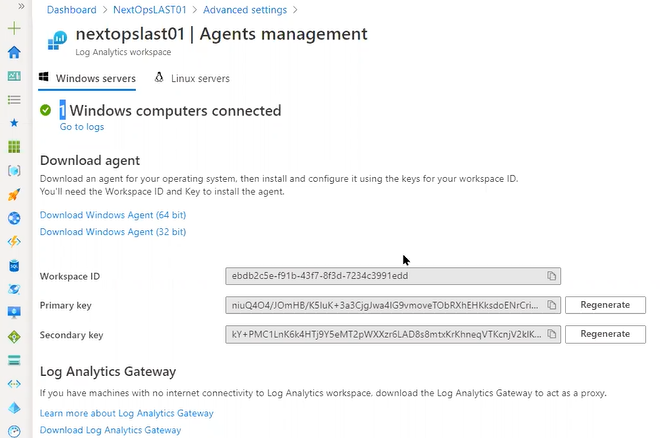 Dashboard > NextOpsLAST01 > Advanced settings >
nextopslast01 | Agents management
Log Analytics workspace
Windows servers
Linux servers
1 Windows computers connected
Go to logs
Download agent
Download an agent for your operating system, then install and configure it using the keys for your workspace ID.
You'll need the Workspace ID and Key to install the agent.
Download Windows Agent (64 bit)
Download Windows Agent (32 bit)
Workspace ID
ebdb2c5e-f91b-43f7-8f3d-7234c3991edd
Primary key
niuQ4O4/JOmHB/K5IuK+3a3CjgJwa4IG9vmoveTObRXhEHKksdoENrCri...
Regenerate
Secondary key
kY+PMC1LnK6k4HTj9Y5eMT2pWXXzr6LAD8s8mtxKrKhneqVTKcnjV2kIK...
Regenerate
Log Analytics Gateway
If you have machines with no internet connectivity to Log Analytics workspace, download the Log Analytics Gateway to act as a proxy.
Learn more about Log Analytics Gateway
Download Log Analytics Gateway